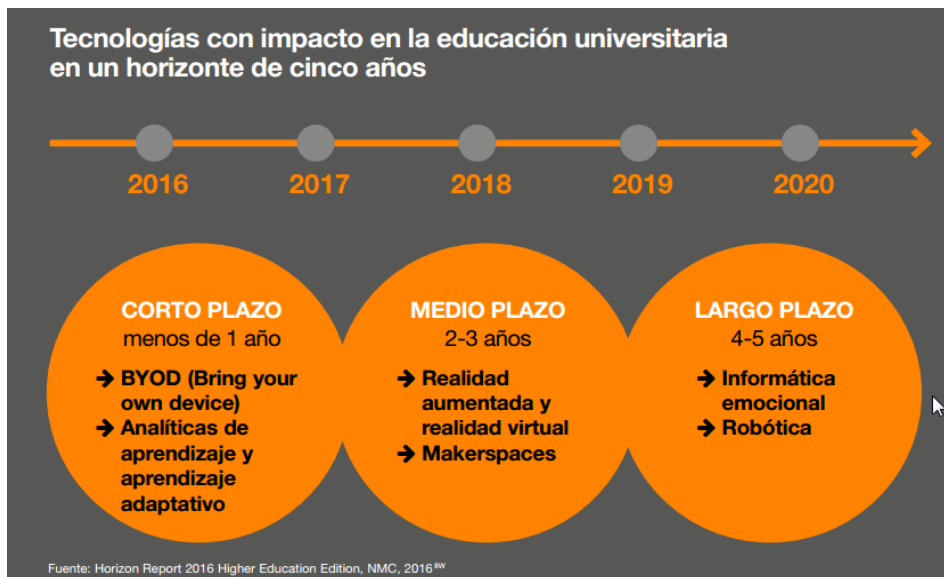 Tecnologías con impacto en la educación universitaria
en un horizonte de cinco años
2016 2017 2018 2019 2020
CORTO PLAZO
menos de 1 año
➔ BYOD (Bring your
own device)
➔ Analíticas de
aprendizaje y
aprendizaje
adaptativo
MEDIO PLAZO
2-3 años
➔ Realidad
aumentada y
realidad virtual
➔ Makerspaces
LARGO PLAZO
4-5 años
➔ Informática
emocional
➔ Robótica
Fuente: Horizon Report 2016 Higher Education Edition, NMC, 2016⁸ᵂ